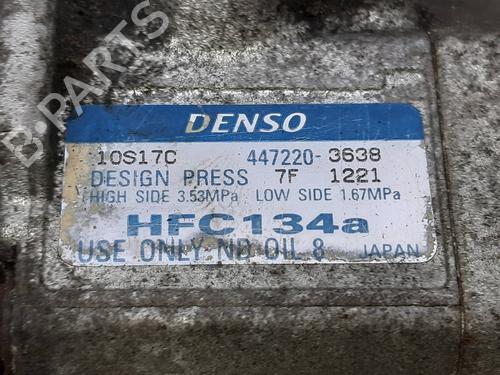 B-PARTS
DENSO
10S17C 447220-3638
DESIGN PRESS 7F 1221
(HIGH SIDE 3.53MPa LOW SIDE 1.67MPa
HFC134a
USE ONLY ND OIL 8 JAPAN